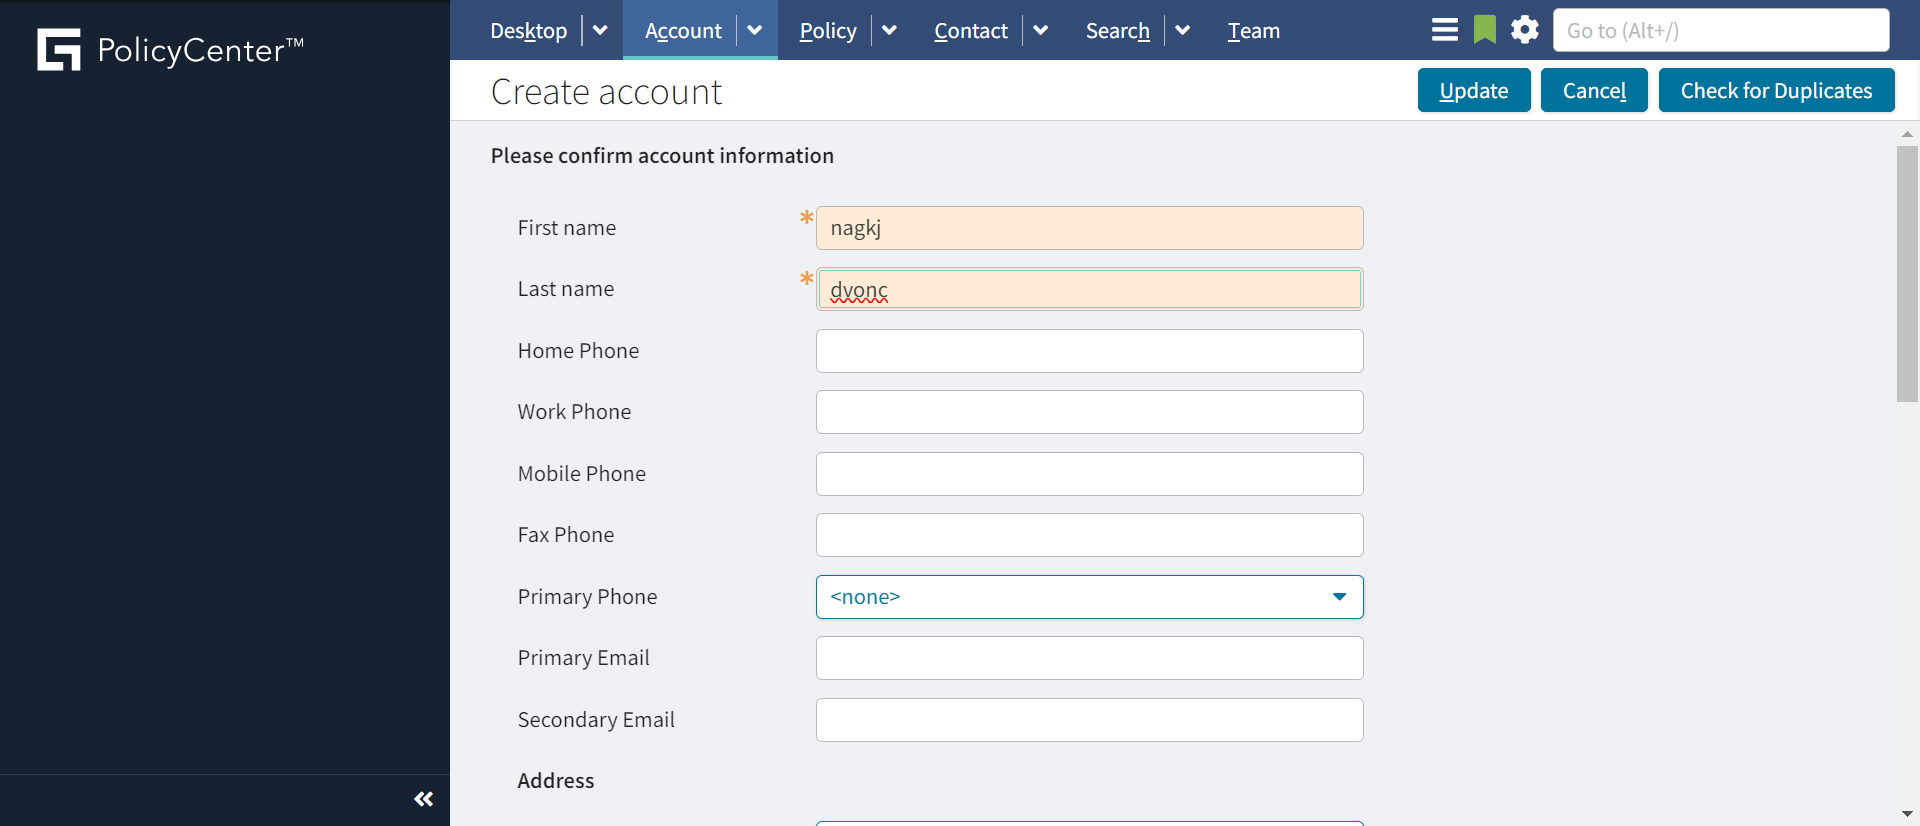 PolicyCenter™
Desktop Account Policy Contact Search Team Go to (Alt+/)
Create account Update Cancel Check for Duplicates
Please confirm account information
First name * nagkj
Last name * dvonc
Home Phone
Work Phone
Mobile Phone
Fax Phone
Primary Phone <none>
Primary Email
Secondary Email
Address